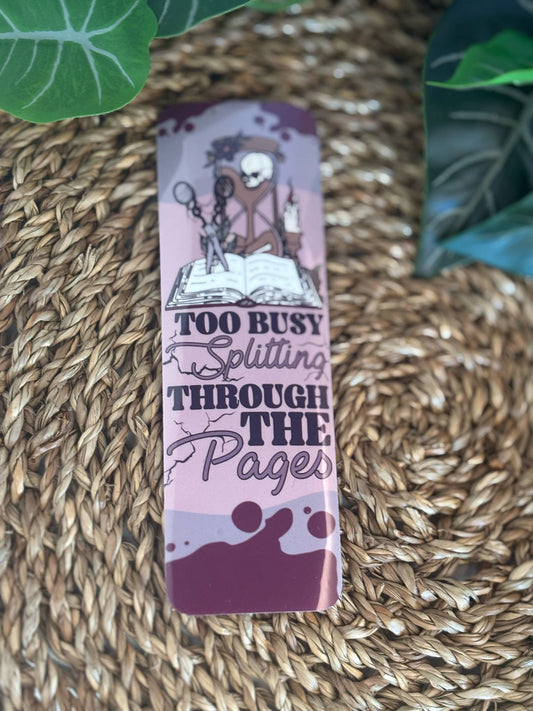 TOO BUSY
Splitting
THROUGH
THE
Pages